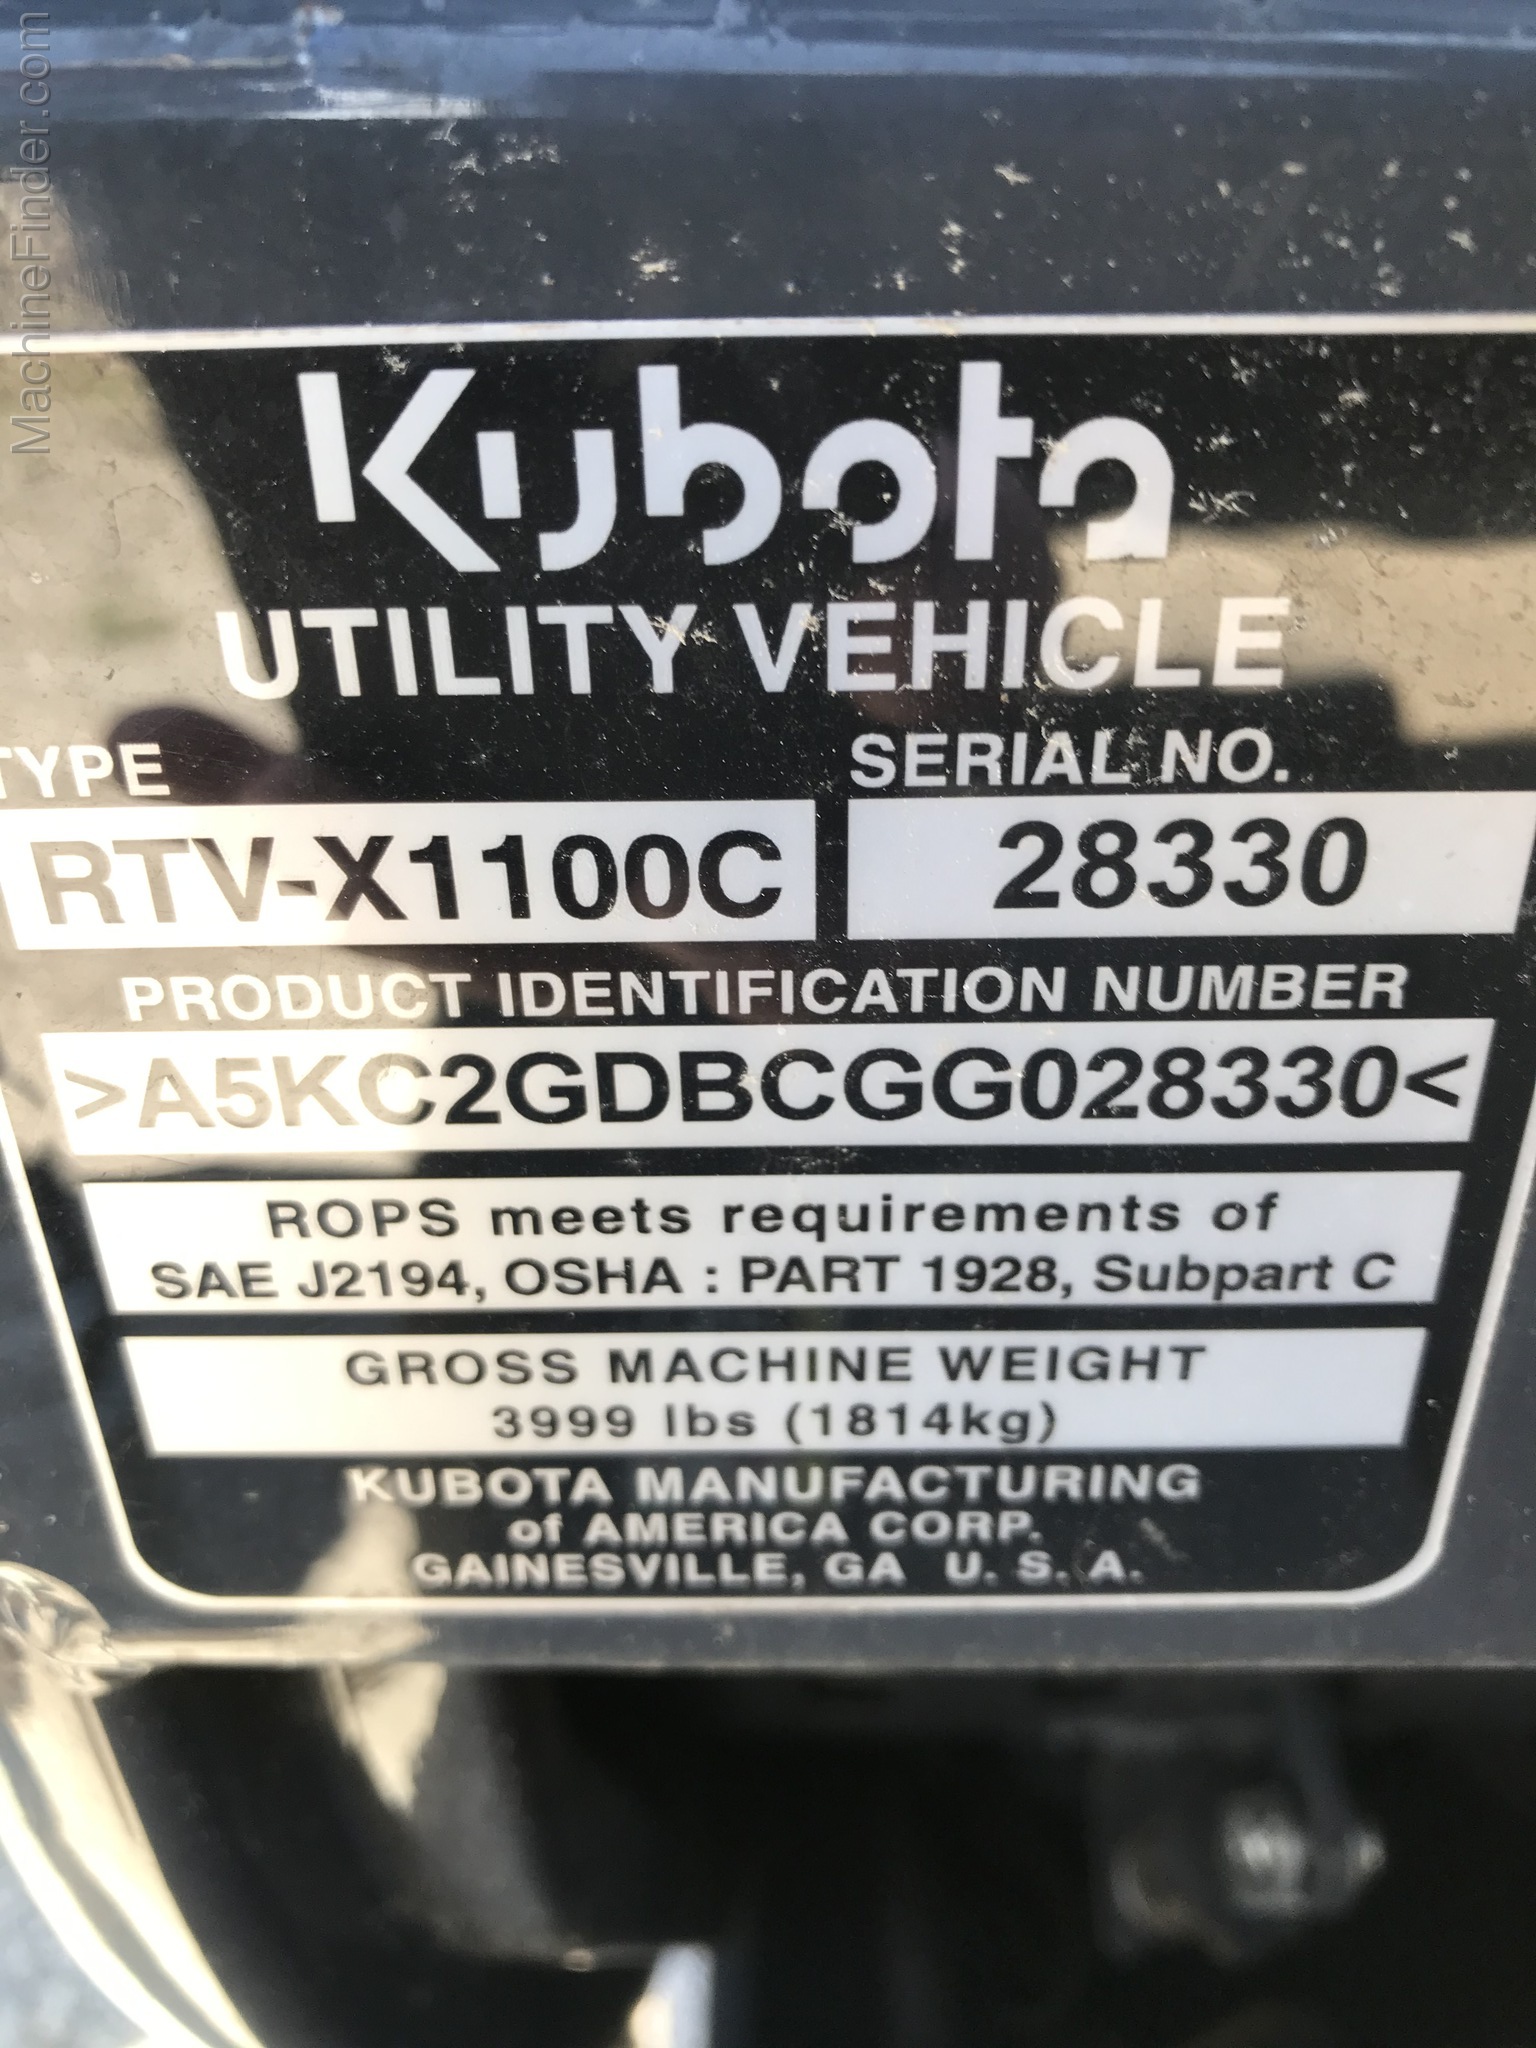 MachineFinder.com
Kubota
UTILITY VEHICLE
TYPE
SERIAL NO.
RTV-X1100C
28330
PRODUCT IDENTIFICATION NUMBER
>A5KC2GDBCGG028330<
ROPS meets requirements of
SAE J2194, OSHA : PART 1928, Subpart C
GROSS MACHINE WEIGHT
3999 lbs (1814kg)
KUBOTA MANUFACTURING
of AMERICA CORP.
GAINESVILLE, GA U. S. A.